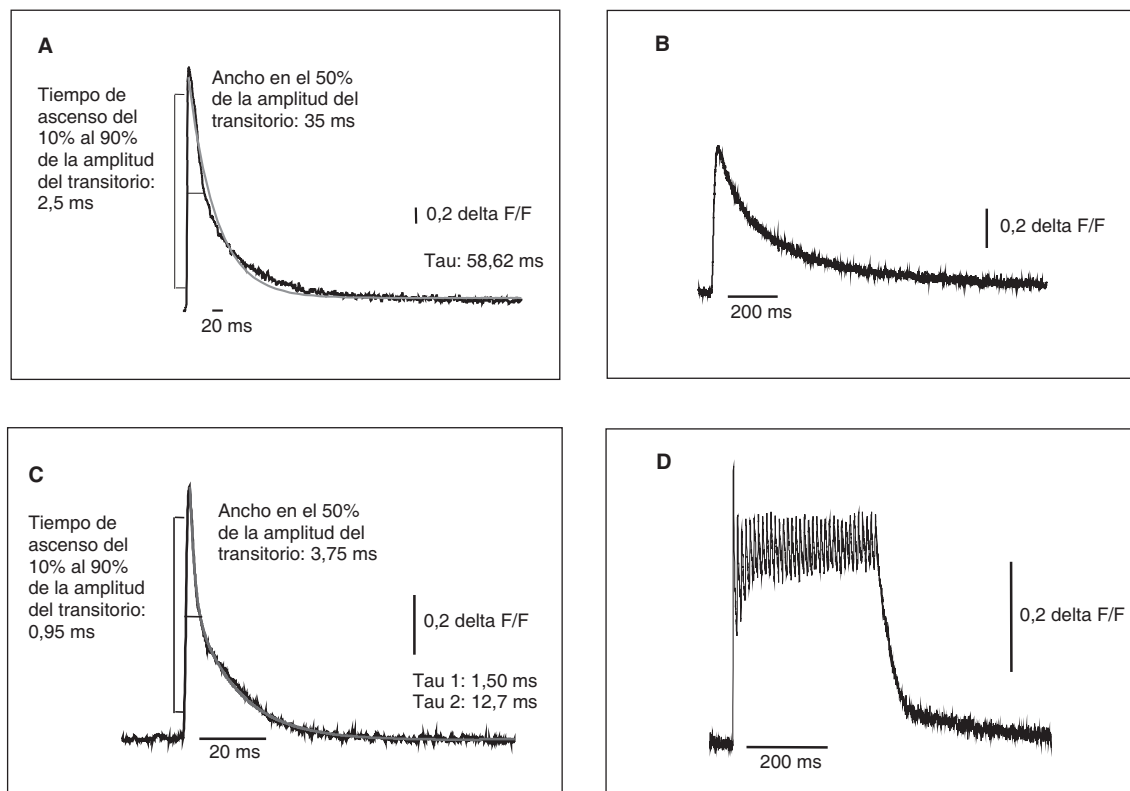 A
Tiempo de
ascenso del
10% al 90%
de la amplitud
del transitorio:
2,5 ms
Ancho en el 50%
de la amplitud del
transitorio: 35 ms
0,2 delta F/F
Tau: 58,62 ms
20 ms
B
0,2 delta F/F
200 ms
C
Tiempo de
ascenso del
10% al 90%
de la amplitud
del transitorio:
0,95 ms
Ancho en el 50%
de la amplitud del
transitorio: 3,75 ms
0,2 delta F/F
Tau 1: 1,50 ms
Tau 2: 12,7 ms
20 ms
D
0,2 delta F/F
200 ms